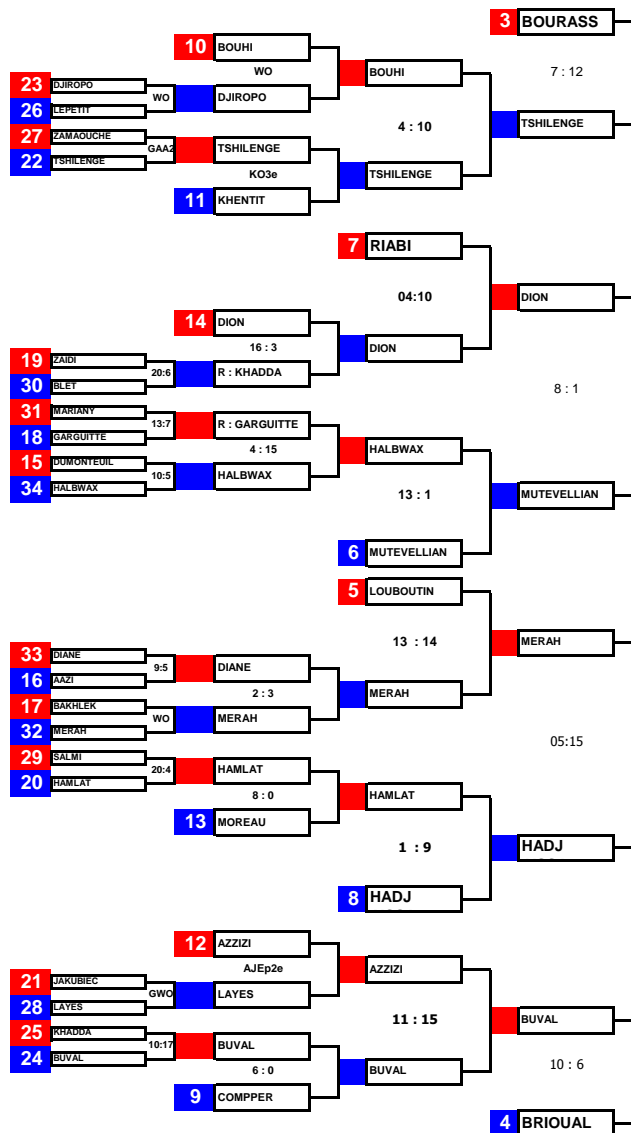 3 BOURASS
10 BOUHI
WO
BOUHI
7 : 12
23 DJIROPO
WO
DJIROPO
26 LEPETIT
4 : 10
TSHILENGE
27 ZAMAOUCHE
GAA2
TSHILENGE
22 TSHILENGE
KO3e
TSHILENGE
11 KHENTIT
7 RIABI
04:10
DION
14 DION
16 : 3
DION
19 ZAIDI
20:6
R : KHADDA
30 BLET
8 : 1
31 MARIANY
13:7
R : GARGUITTE
18 GARGUITTE
4 : 15
HALBWAX
15 DUMONTEUIL
10:5
HALBWAX
34 HALBWAX
13 : 1
MUTEVELLIAN
6 MUTEVELLIAN
5 LOUBOUTIN
13 : 14
MERAH
33 DIANE
9:5
DIANE
16 AAZI
2 : 3
MERAH
17 BAKHLEK
WO
MERAH
32 MERAH
05:15
29 SALMI
20:4
HAMLAT
20 HAMLAT
8 : 0
HAMLAT
13 MOREAU
1 : 9
HADJ
8 HADJ
12 AZZIZI
AJEp2e
AZZIZI
21 JAKUBIEC
GWO
LAYES
28 LAYES
11 : 15
BUVAL
25 KHADDA
10:17
BUVAL
24 BUVAL
6 : 0
BUVAL
10 : 6
9 COMPPER
4 BRIOUAL